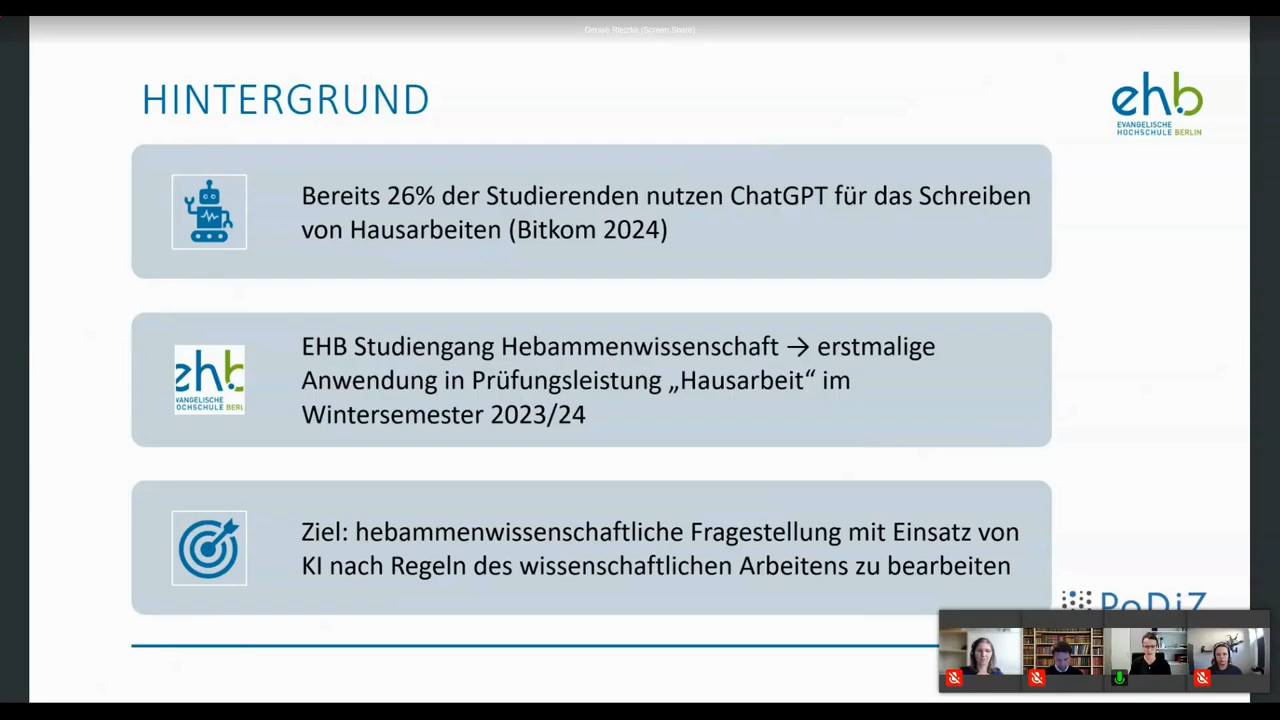 HINTERGRUND
ehb
EVANGELISCHE
HOCHSCHULE BERLIN
Bereits 26% der Studierenden nutzen ChatGPT für das Schreiben
von Hausarbeiten (Bitkom 2024)
ehb
EHB Studiengang Hebammenwissenschaft → erstmalige
Anwendung in Prüfungsleistung „Hausarbeit“ im
Wintersemester 2023/24
Ziel: hebammenwissenschaftliche Fragestellung mit Einsatz von
KI nach Regeln des wissenschaftlichen Arbeitens zu bearbeiten
PoDiZ